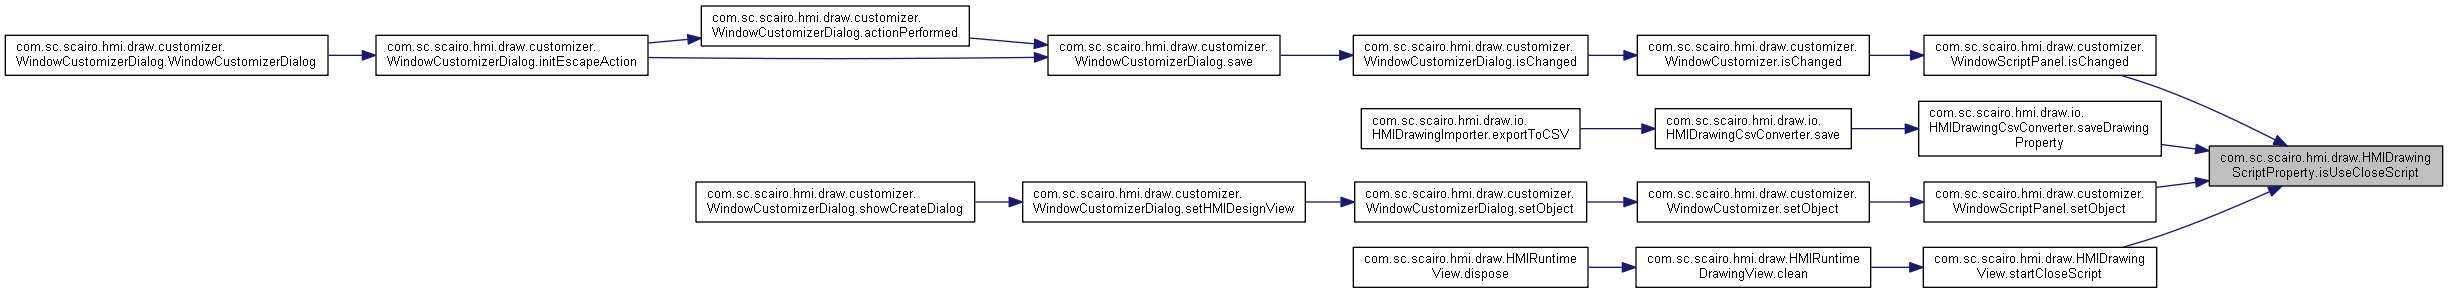 com.sc.scairo.hmi.draw.customizer.
WindowCustomizerDialog.WindowCustomizerDialog
com.sc.scairo.hmi.draw.customizer.
WindowCustomizerDialog.initEscapeAction
com.sc.scairo.hmi.draw.customizer.
WindowCustomizerDialog.actionPerformed
com.sc.scairo.hmi.draw.customizer.
WindowCustomizerDialog.save
com.sc.scairo.hmi.draw.customizer.
WindowCustomizerDialog.isChanged
com.sc.scairo.hmi.draw.customizer.
WindowCustomizer.isChanged
com.sc.scairo.hmi.draw.customizer.
WindowScriptPanel.isChanged
com.sc.scairo.hmi.draw.io.
HMIDrawingImporter.exportToCSV
com.sc.scairo.hmi.draw.io.
HMIDrawingCsvConverter.save
com.sc.scairo.hmi.draw.io.
HMIDrawingCsvConverter.saveDrawing
Property
com.sc.scairo.hmi.draw.HMIDrawing
ScriptProperty.isUseCloseScript
com.sc.scairo.hmi.draw.customizer.
WindowCustomizerDialog.showCreateDialog
com.sc.scairo.hmi.draw.customizer.
WindowCustomizerDialog.setHMIDesignView
com.sc.scairo.hmi.draw.customizer.
WindowCustomizerDialog.setObject
com.sc.scairo.hmi.draw.customizer.
WindowCustomizer.setObject
com.sc.scairo.hmi.draw.customizer.
WindowScriptPanel.setObject
com.sc.scairo.hmi.draw.HMIRuntime
View.dispose
com.sc.scairo.hmi.draw.HMIRuntime
DrawingView.clean
com.sc.scairo.hmi.draw.HMIDrawing
View.startCloseScript